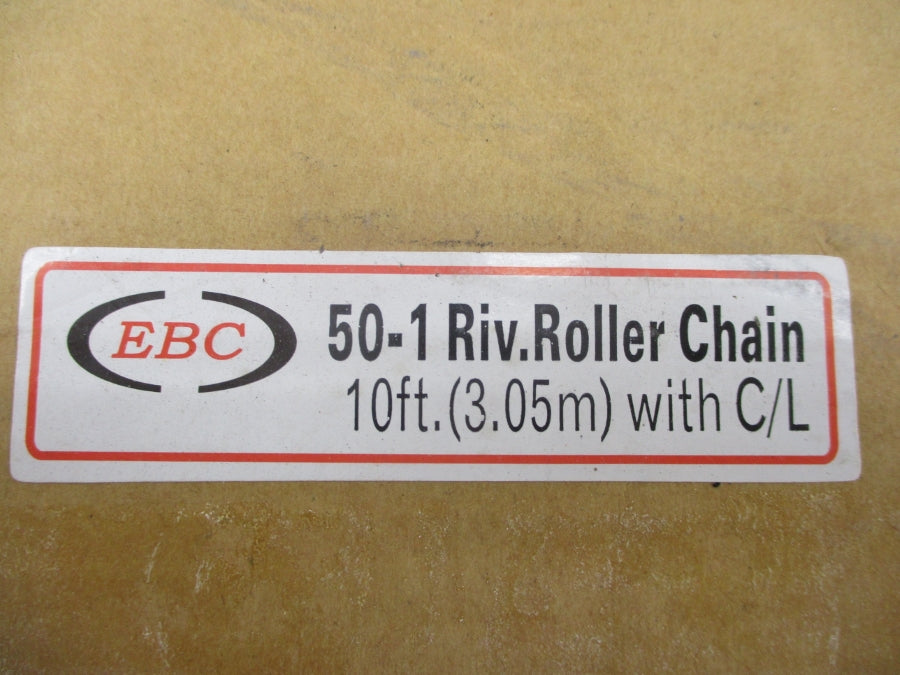 EBC
50-1 Riv.Roller Chain
10ft.(3.05m) with C/L